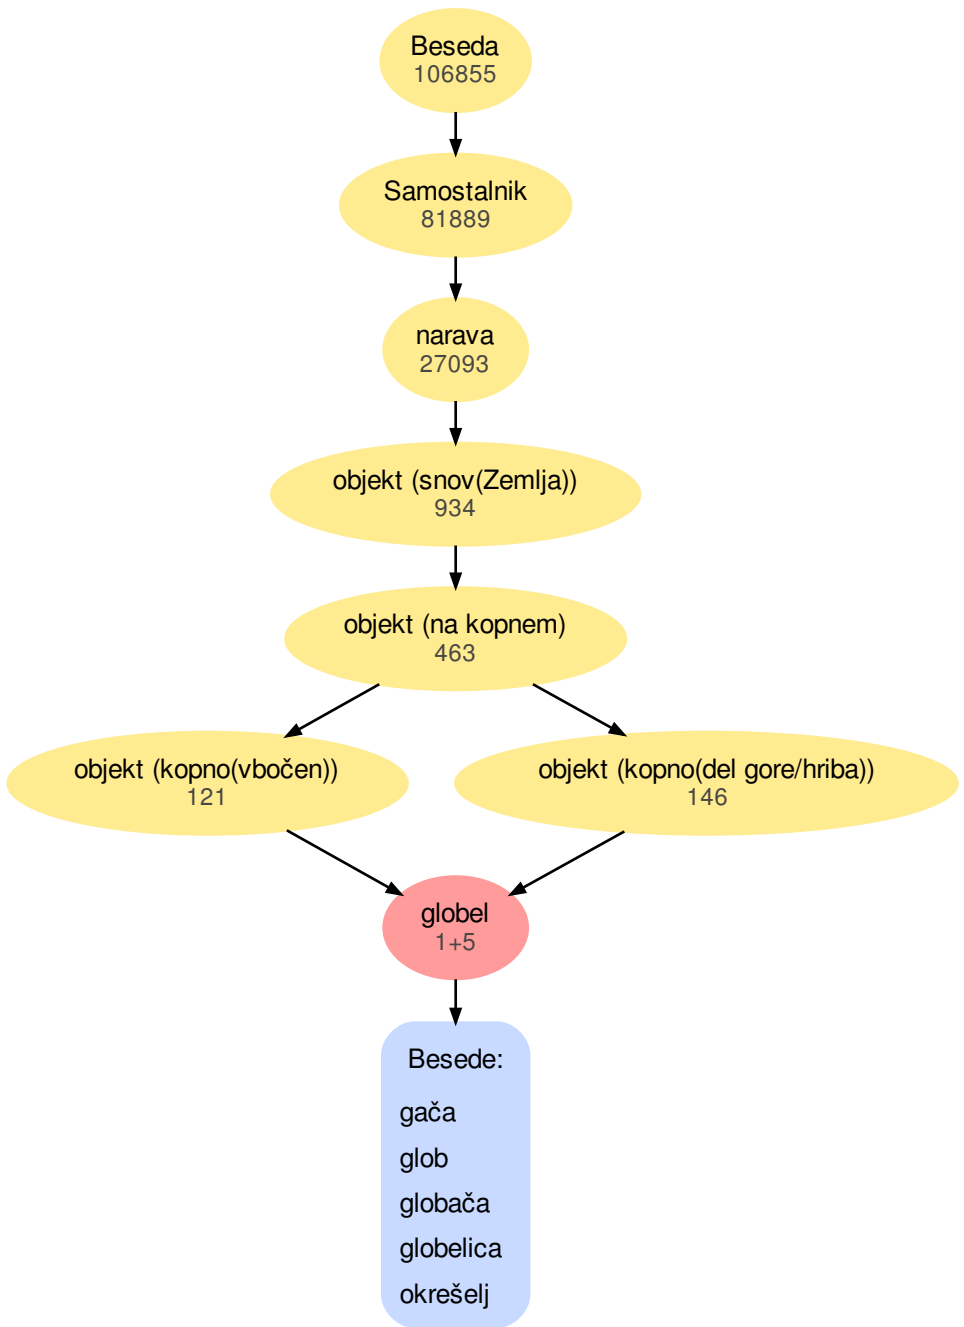 Beseda
106855
Samostalnik
81889
narava
27093
objekt (snov(Zemlja))
934
objekt (na kopnem)
463
objekt (kopno(vbočen))
121
objekt (kopno(del gore/hriba))
146
globel
1+5
Besede:
gača
glob
globača
globelica
okrešelj